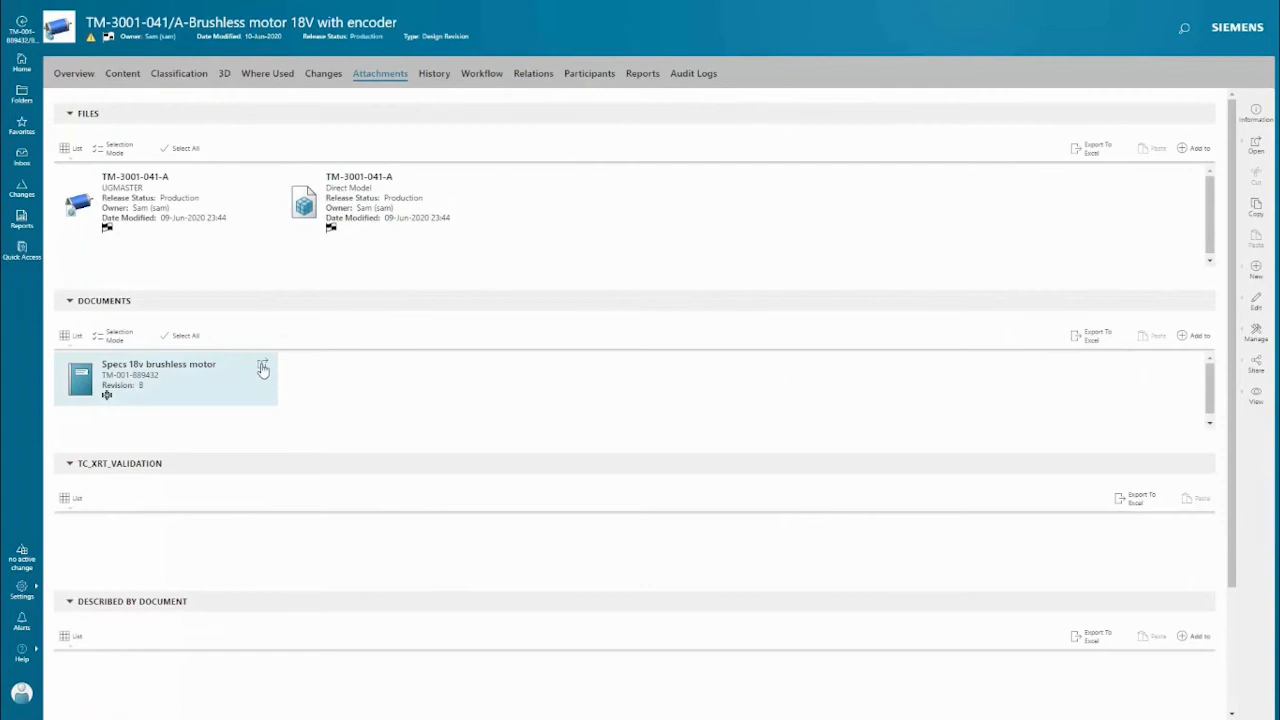 TM-3001-041/A-Brushless motor 18V with encoder
Owner: Sam (sam) Date Modified: 10-Jun-2020 Release Status: Production Type: Design Revision
SIEMENS
TM-001-
889432/B...
Home
Folders
Favorites
Inbox
Changes
Reports
Quick Access
no active
change
Settings
Alerts
Help
Overview Content Classification 3D Where Used Changes Attachments History Workflow Relations Participants Reports Audit Logs
FILES
List Selection Mode Select All Export To Excel Paste Add to
TM-3001-041-A
UGMASTER
Release Status: Production
Owner: Sam (sam)
Date Modified: 09-Jun-2020 23:44
TM-3001-041-A
Direct Model
Release Status: Production
Owner: Sam (sam)
Date Modified: 09-Jun-2020 23:44
DOCUMENTS
List Selection Mode Select All Export To Excel Paste Add to
Specs 18v brushless motor
TM-001-889432
Revision: B
TC_XRT_VALIDATION
List Export To Excel Paste
DESCRIBED BY DOCUMENT
List Export To Excel Paste Add to
Information
Open
Cut
Copy
Paste
New
Edit
Manage
Share
View